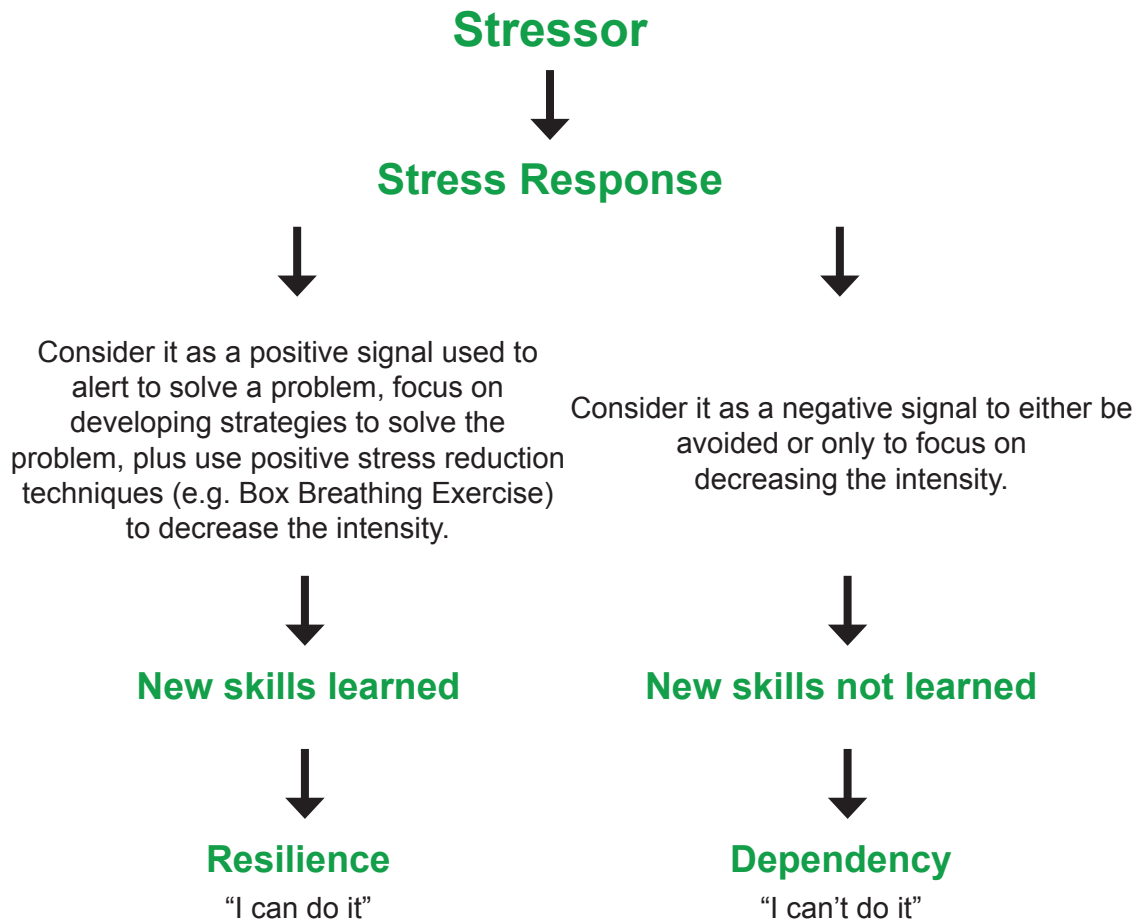 Stressor
Stress Response
Consider it as a positive signal used to
alert to solve a problem, focus on
developing strategies to solve the
problem, plus use positive stress reduction
techniques (e.g. Box Breathing Exercise)
to decrease the intensity.
Consider it as a negative signal to either be
avoided or only to focus on
decreasing the intensity.
New skills learned
New skills not learned
Resilience
“I can do it”
Dependency
“I can’t do it”